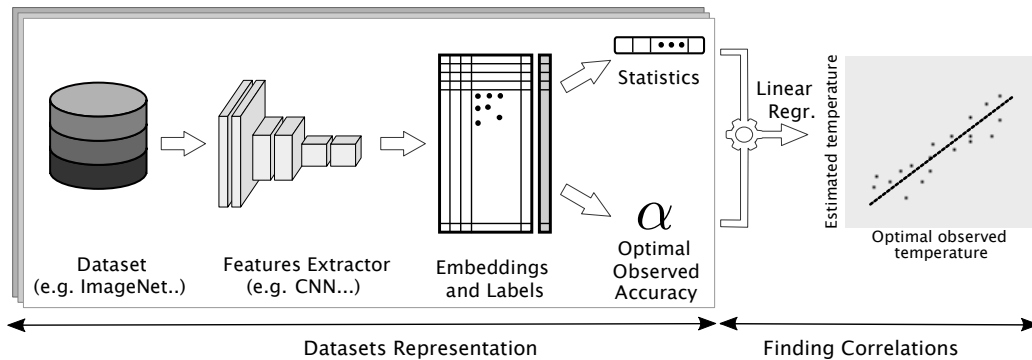 Dataset
(e.g. ImageNet..)
Features Extractor
(e.g. CNN...)
Embeddings
and Labels
Statistics
α
Optimal
Observed
Accuracy
Linear
Regr.
Estimated temperature
Optimal observed
temperature
Datasets Representation
Finding Correlations